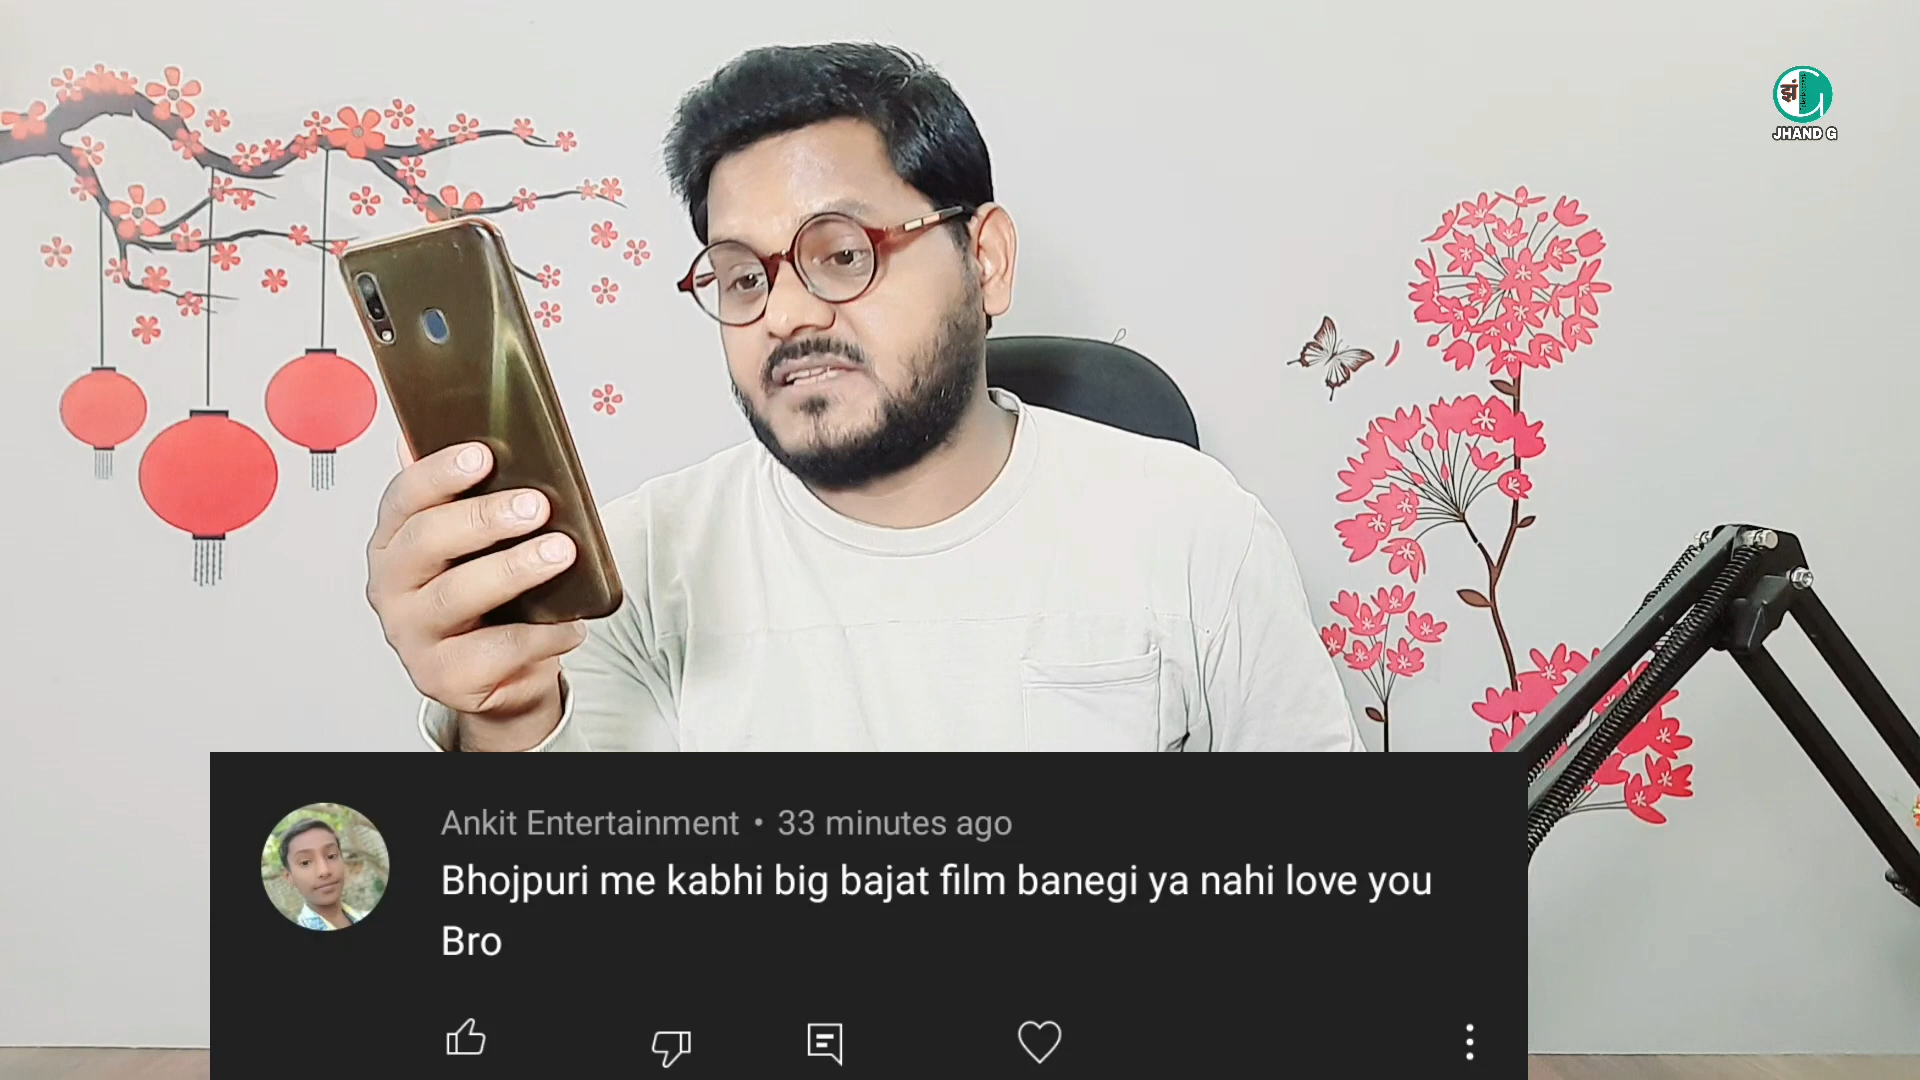 झं
JHAND G
Ankit Entertainment • 33 minutes ago
Bhojpuri me kabhi big bajat film banegi ya nahi love you
Bro